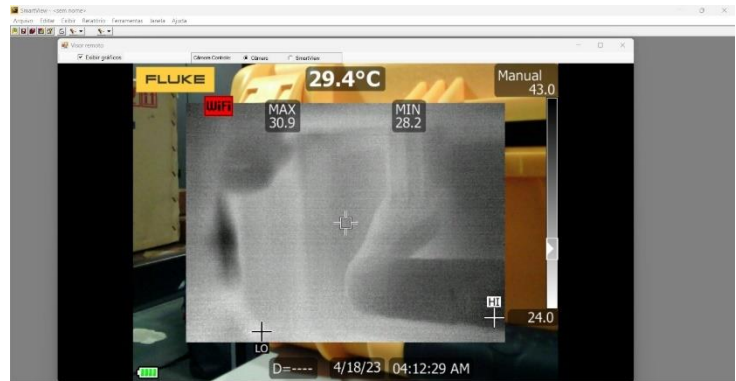 SmartView - <sem nome>
Arquivo Editar Exibir Relatório Ferramentas Janela Ajuda
Visor remoto
Exibir gráficos Câmera Controle Câmera SmartView
FLUKE 29.4°C Manual
43.0
WiFi
MAX MIN
30.9 28.2
HI
24.0
LO
D=---- 4/18/23 04:12:29 AM